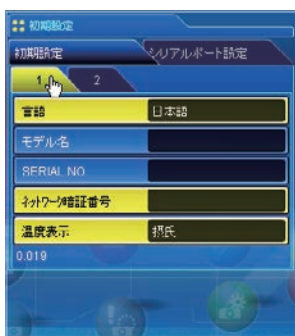 初期設定
初期設定 シリアルポート設定
1 2
言語 日本語
モデル名
SERIAL NO
ネットワーク暗証番号
温度表示 摂氏
0.019